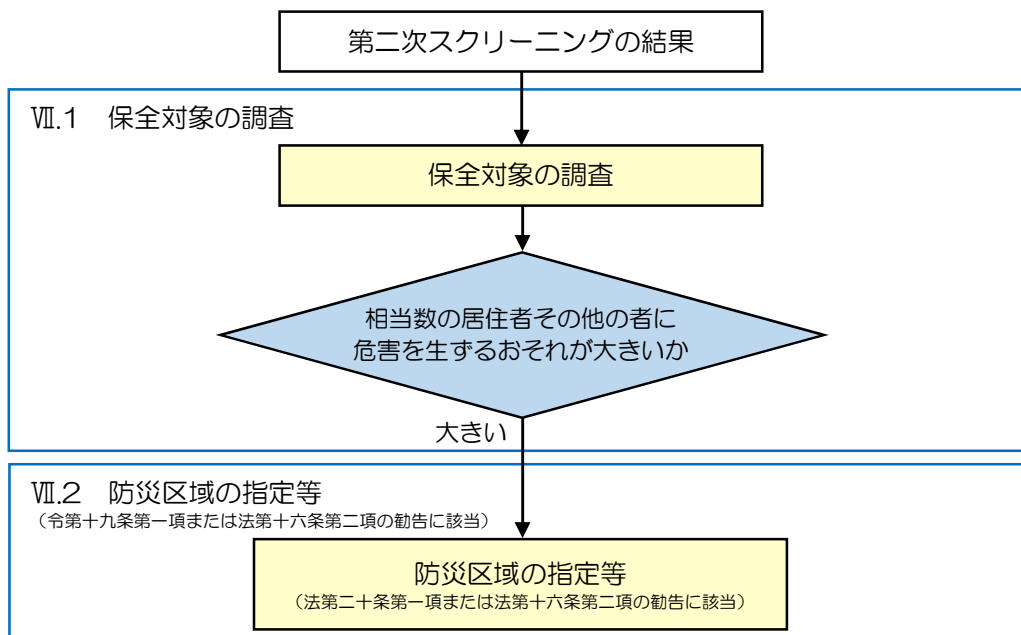 第二次スクリーニングの結果
Ⅶ.1 保全対象の調査
保全対象の調査
相当数の居住者その他の者に
危害を生ずるおそれが大きいか
大きい
Ⅶ.2 防災区域の指定等
（令第十九条第一項または法第十六条第二項の勧告に該当）
防災区域の指定等
（法第二十条第一項または法第十六条第二項の勧告に該当）